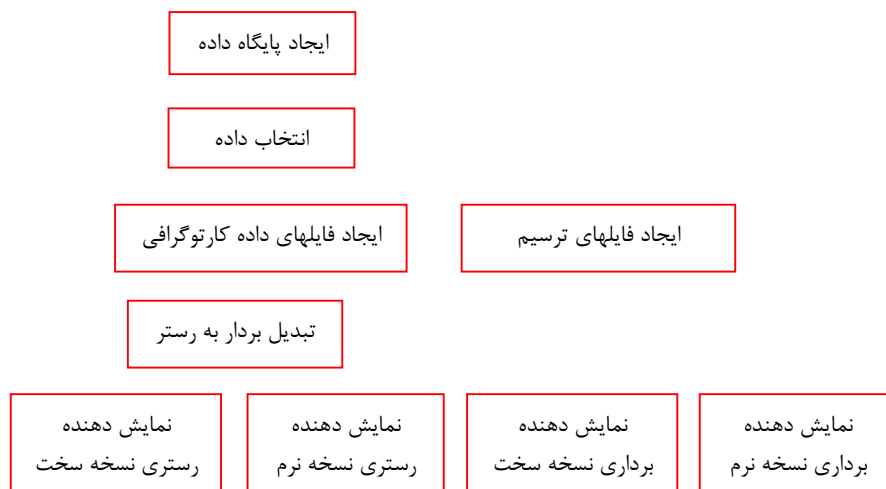 ایجاد پایگاه داده
انتخاب داده
ایجاد فایلهای ترسیم
ایجاد فایلهای داده کارتوگرافی
تبدیل بردار به رستر
نمایش دهنده
برداری نسخه نرم
نمایش دهنده
برداری نسخه سخت
نمایش دهنده
رستری نسخه نرم
نمایش دهنده
رستری نسخه سخت